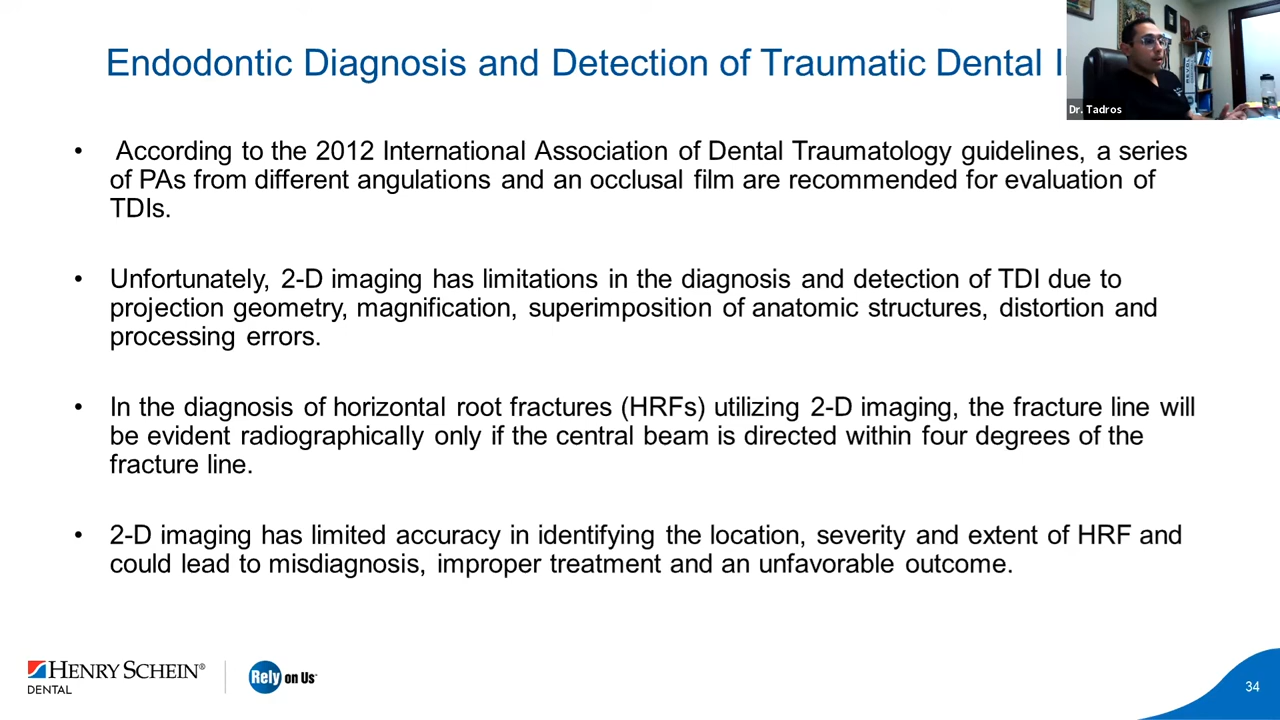 Endodontic Diagnosis and Detection of Traumatic Dental
Dr. Tadros
• According to the 2012 International Association of Dental Traumatology guidelines, a series
of PAs from different angulations and an occlusal film are recommended for evaluation of
TDIs.
• Unfortunately, 2-D imaging has limitations in the diagnosis and detection of TDI due to
projection geometry, magnification, superimposition of anatomic structures, distortion and
processing errors.
• In the diagnosis of horizontal root fractures (HRFs) utilizing 2-D imaging, the fracture line will
be evident radiographically only if the central beam is directed within four degrees of the
fracture line.
• 2-D imaging has limited accuracy in identifying the location, severity and extent of HRF and
could lead to misdiagnosis, improper treatment and an unfavorable outcome.
HENRY SCHEIN®
DENTAL
Rely on Us
34